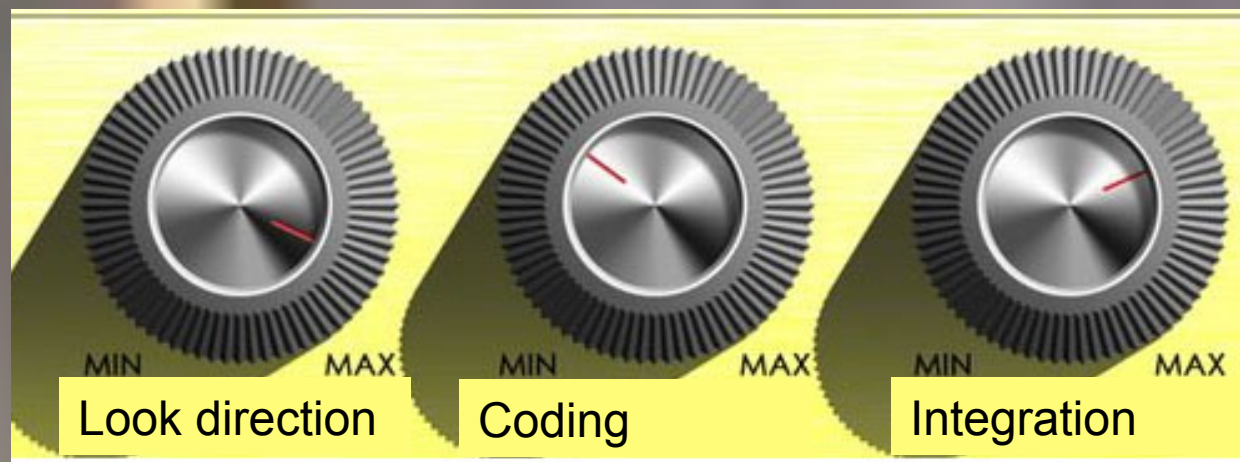 MIN MAX MIN MAX MIN MAX
Look direction Coding Integration